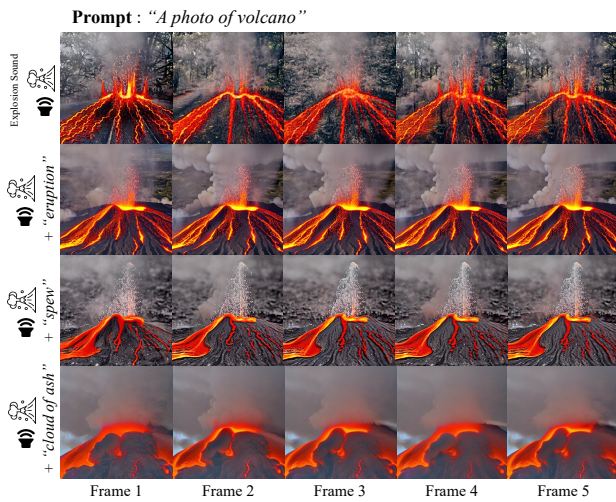 Prompt : “A photo of volcano”
Explosion Sound
+ “eruption”
+ “spew”
+ “cloud of ash”
Frame 1 Frame 2 Frame 3 Frame 4 Frame 5